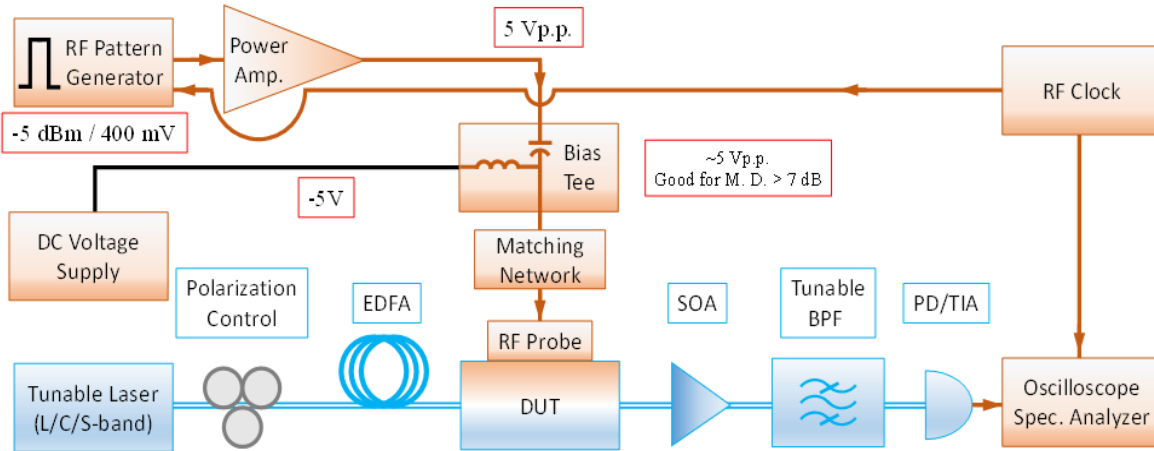 5 Vp.p.
RF Pattern
Generator
Power
Amp.
RF Clock
-5 dBm / 400 mV
Bias
Tee
~5 Vp.p.
Good for M. D. > 7 dB
-5V
DC Voltage
Supply
Matching
Network
Polarization
Control
EDFA
SOA
Tunable
BPF
PD/TIA
RF Probe
Tunable Laser
(L/C/S-band)
DUT
Oscilloscope
Spec. Analyzer